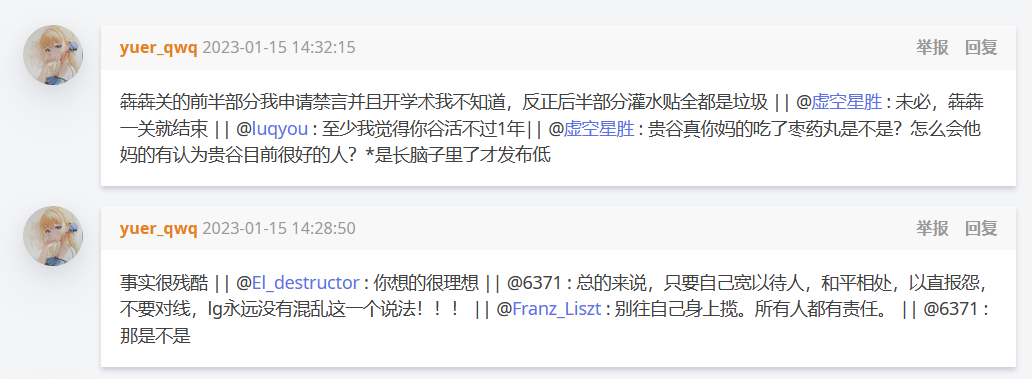 yuer_qwq 2023-01-15 14:32:15 举报 回复
犇犇关的前半部分我申请禁言并且开学术我不知道，反正后半部分灌水贴全都是垃圾 || @虚空星胜 : 未必，犇犇
一关就结束 || @luqyou : 至少我觉得你谷活不过1年|| @虚空星胜 : 贵谷真你妈的吃了枣药丸是不是？怎么会他
妈的有认为贵谷目前很好的人？*是长脑子里了才发布低
yuer_qwq 2023-01-15 14:28:50 举报 回复
事实很残酷 || @El_destructor : 你想的很理想 || @6371 : 总的来说，只要自己宽以待人，和平相处，以直报怨，
不要对线，lg永远没有混乱这一个说法！！！ || @Franz_Liszt : 别往自己身上揽。所有人都有责任。 || @6371 :
那是不是